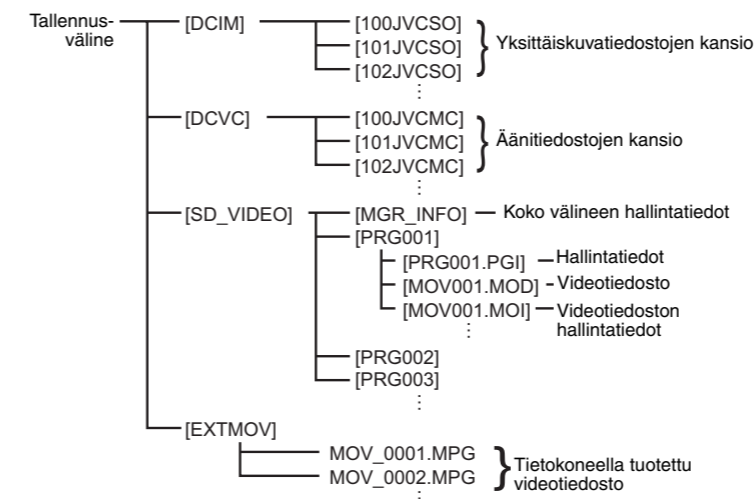 Tallennus-
väline
[DCIM]
[100JVCSO]
[101JVCSO]
[102JVCSO]
Yksittäiskuvatiedostojen kansio
[DCVC]
[100JVCMC]
[101JVCMC]
[102JVCMC]
Äänitiedostojen kansio
[SD_VIDEO]
[MGR_INFO]
Koko välineen hallintatiedot
[PRG001]
[PRG001.PGI]
Hallintatiedot
[MOV001.MOD]
Videotiedosto
[MOV001.MOI]
Videotiedoston
hallintatiedot
[PRG002]
[PRG003]
[EXTMOV]
MOV_0001.MPG
MOV_0002.MPG
Tietokoneella tuotettu
videotiedosto